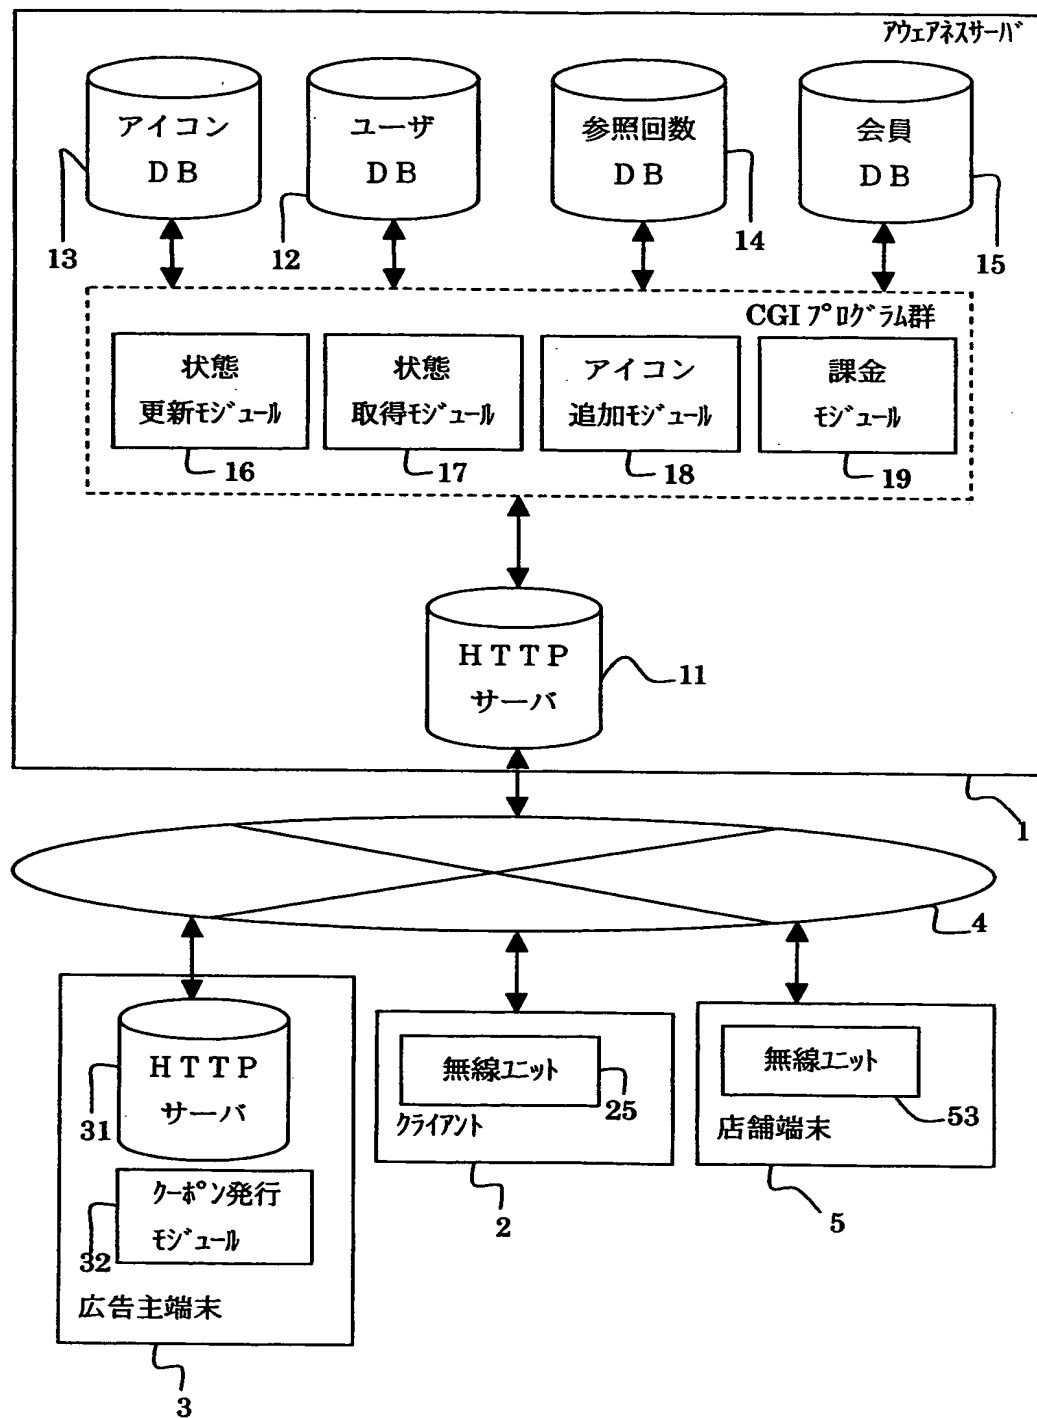 アウェアネスサーバ
アイコン
DB
ユーザ
DB
参照回数
DB
会員
DB
13
12
14
15
CGIプログラム群
状態
更新モジュール
状態
取得モジュール
アイコン
追加モジュール
課金
モジュール
16
17
18
19
HTTP
サーバ
11
1
4
HTTP
サーバ
31
クーポン発行
モジュール
32
広告主端末
3
無線ユニット
25
クライアント
2
無線ユニット
53
店舗端末
5